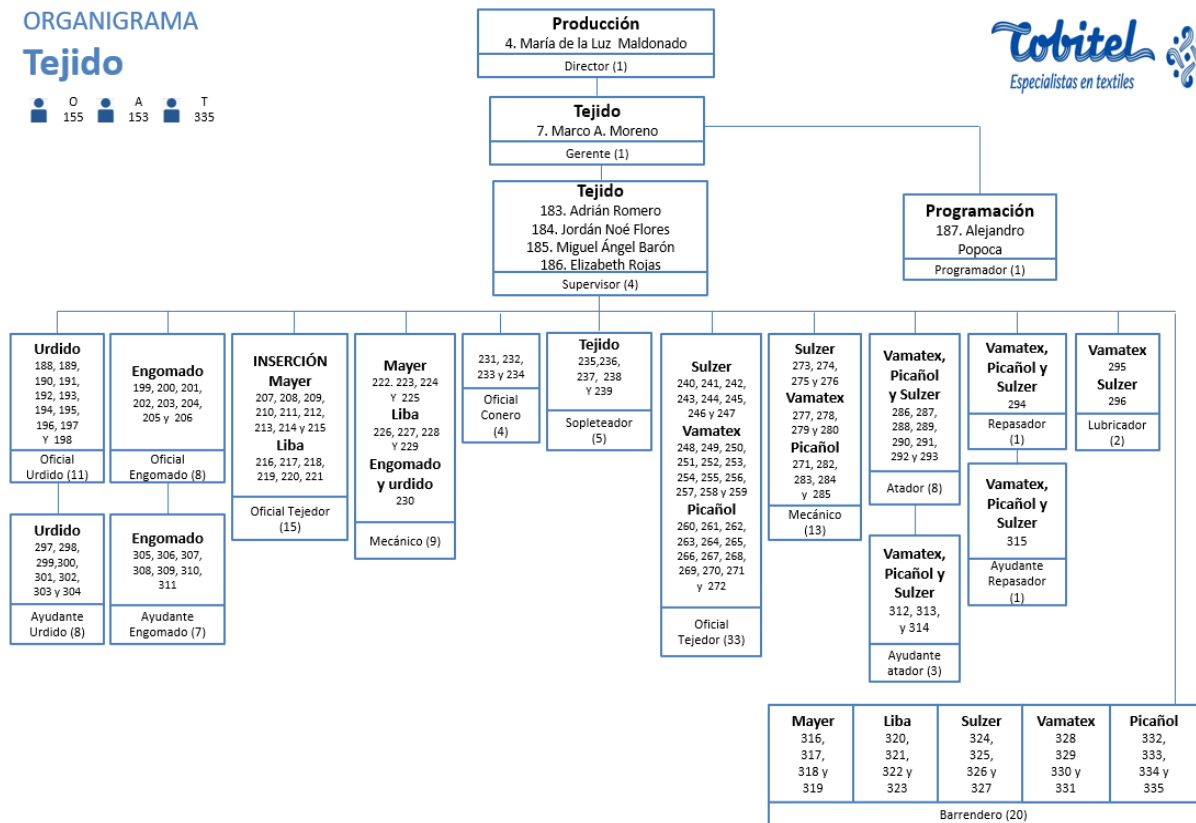 ORGANIGRAMA
Tejido
O
155
A
153
T
335
Tobitel
Especialistas en textiles
Producción
4. María de la Luz Maldonado
Director (1)
Tejido
7. Marco A. Moreno
Gerente (1)
Tejido
183. Adrián Romero
184. Jordán Noé Flores
185. Miguel Ángel Barón
186. Elizabeth Rojas
Supervisor (4)
Programación
187. Alejandro
Popoca
Programador (1)
Urdido
188, 189,
190, 191,
192, 193,
194, 195,
196, 197
Y 198
Oficial
Urdido (11)
Engomado
199, 200, 201,
202, 203, 204,
205 y 206
Oficial
Engomado (8)
INSERCIÓN
Mayer
207, 208, 209,
210, 211, 212,
213, 214 y 215
Liba
216, 217, 218,
219, 220, 221
Oficial Tejedor
(15)
Mayer
222. 223, 224
Y 225
Liba
226, 227, 228
Y 229
Engomado
y urdido
230
Mecánico (9)
231, 232,
233 y 234
Oficial
Conero
(4)
Tejido
235,236,
237, 238
Y 239
Sopleteador
(5)
Sulzer
240, 241, 242,
243, 244, 245,
246 y 247
Vamatex
248, 249, 250,
251, 252, 253,
254, 255, 256,
257, 258 y 259
Picañol
260, 261, 262,
263, 264, 265,
266, 267, 268,
269, 270, 271
y 272
Oficial
Tejedor (33)
Sulzer
273, 274,
275 y 276
Vamatex
277, 278,
279 y 280
Picañol
271, 282,
283, 284
y 285
Mecánico
(13)
Vamatex,
Picañol
y Sulzer
286, 287,
288, 289,
290, 291,
292 y 293
Atador (8)
Vamatex,
Picañol y
Sulzer
294
Repasador
(1)
Vamatex
295
Sulzer
296
Lubricador
(2)
Urdido
297, 298,
299,300,
301, 302,
303 y 304
Ayudante
Urdido (8)
Engomado
305, 306, 307,
308, 309, 310,
311
Ayudante
Engomado (7)
Vamatex,
Picañol y
Sulzer
312, 313,
y 314
Ayudante
atador (3)
Vamatex,
Picañol y
Sulzer
315
Ayudante
Repasador
(1)
Mayer
316,
317,
318 y
319
Liba
320,
321,
322 y
323
Sulzer
324,
325,
326 y
327
Vamatex
328
329
330 y
331
Picañol
332,
333,
334 y
335
Barrendero (20)